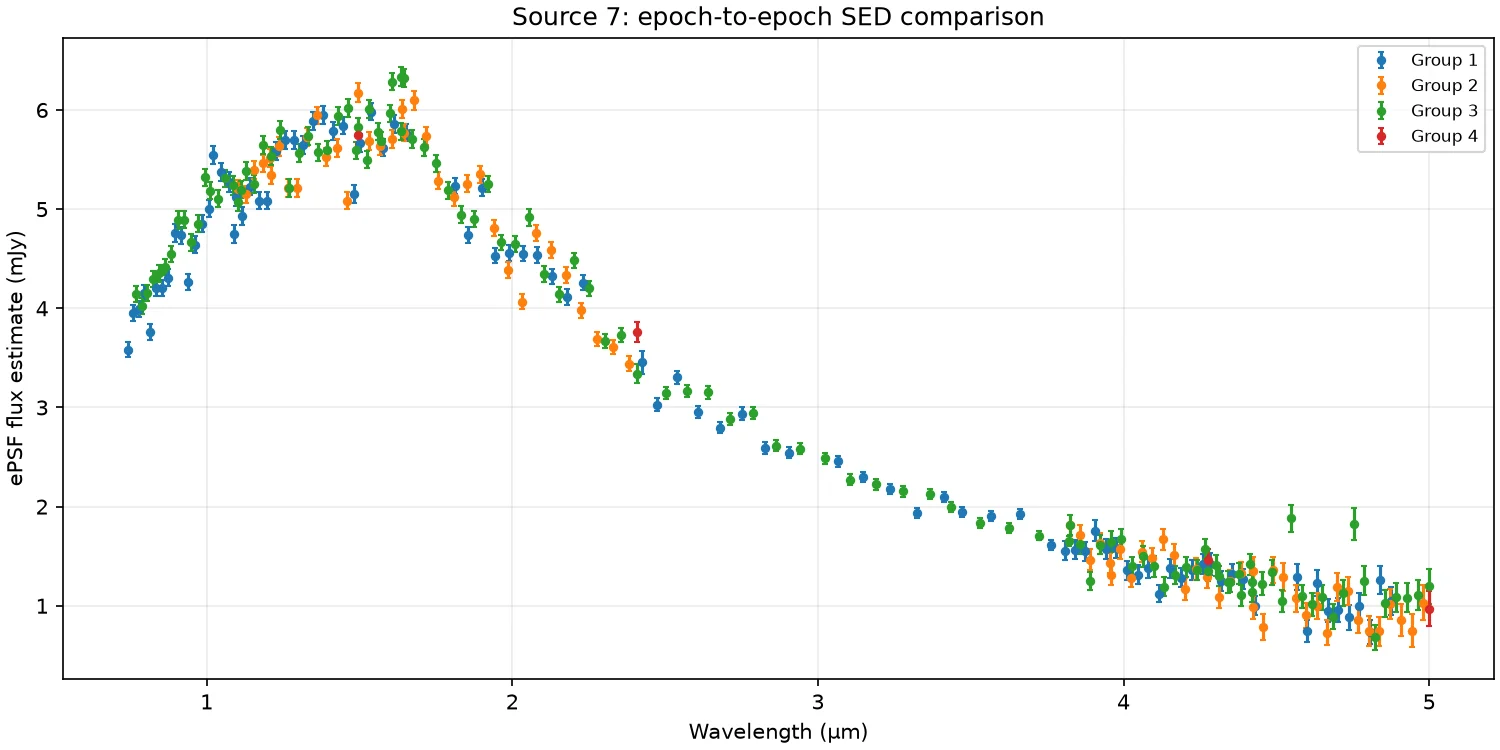 Source 7: epoch-to-epoch SED comparison
Group 1
Group 2
Group 3
Group 4
ePSF flux estimate (mJy)
6
5
4
3
2
1
1 2 3 4 5
Wavelength (μm)